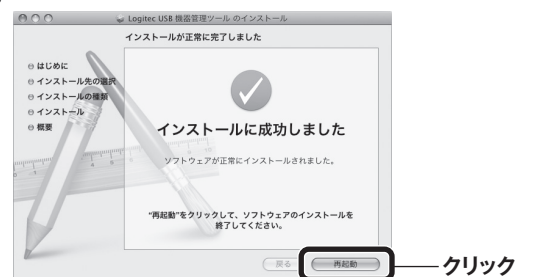 Logitec USB 機器管理ツール のインストール
インストールが正常に完了しました
はじめに
インストール先の選択
インストールの種類
インストール
概要
インストールに成功しました
ソフトウェアが正常にインストールされました。
“再起動”をクリックして、ソフトウェアのインストールを
終了してください。
戻る
再起動
クリック